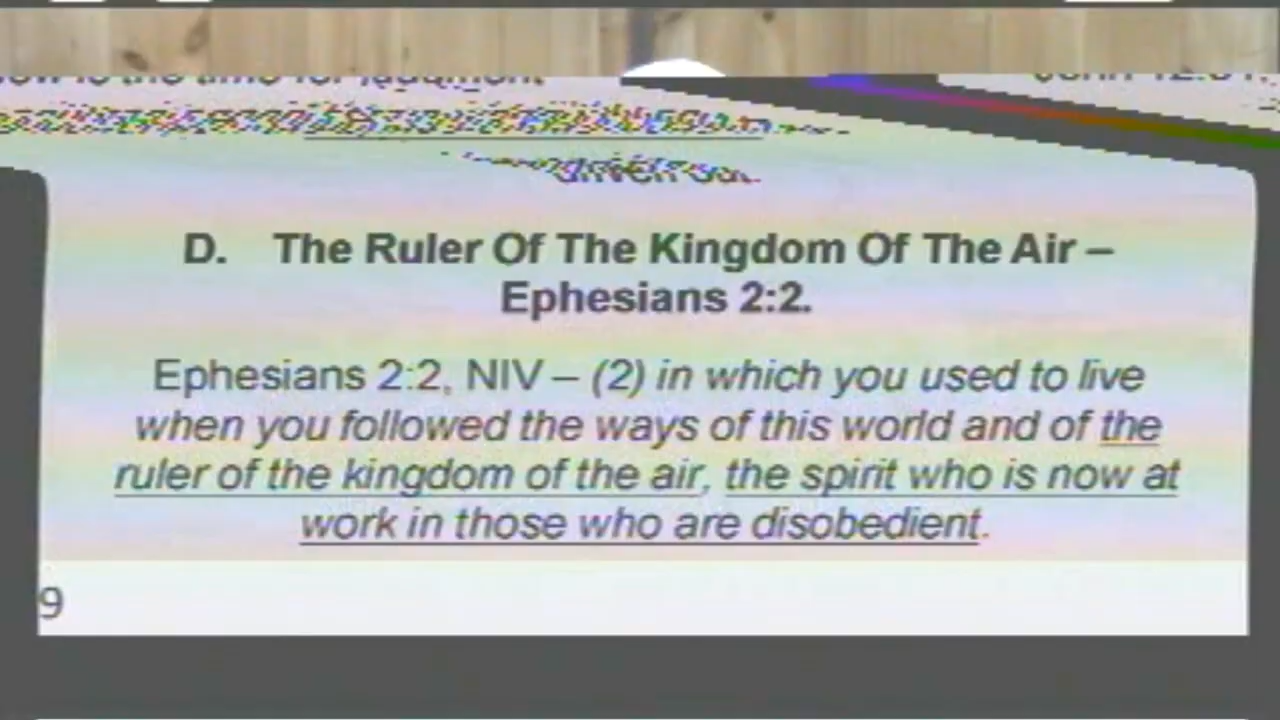 D. The Ruler Of The Kingdom Of The Air –
Ephesians 2:2.
Ephesians 2:2, NIV – (2) in which you used to live
when you followed the ways of this world and of the
ruler of the kingdom of the air, the spirit who is now at
work in those who are disobedient.
9